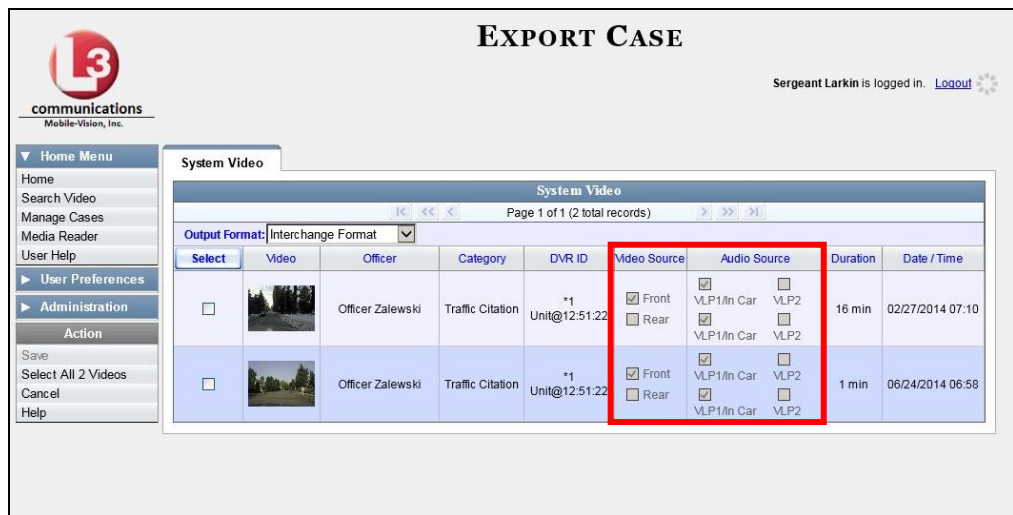 EXPORT CASE
L3
communications
Mobile-Vision, Inc.
Sergeant Larkin is logged in. Logout
▼ Home Menu
Home
Search Video
Manage Cases
Media Reader
User Help
▶ User Preferences
▶ Administration
Action
Save
Select All 2 Videos
Cancel
Help
System Video
System Video
|< << < Page 1 of 1 (2 total records) > >> >|
Output Format: Interchange Format
Select Video Officer Category DVR ID Video Source Audio Source Duration Date / Time
Officer Zalewski Traffic Citation *1 Unit@12:51:22 Front Rear VLP1/In Car VLP2 VLP1/In Car VLP2 16 min 02/27/2014 07:10
Officer Zalewski Traffic Citation *1 Unit@12:51:22 Front Rear VLP1/In Car VLP2 VLP1/In Car VLP2 1 min 06/24/2014 06:58